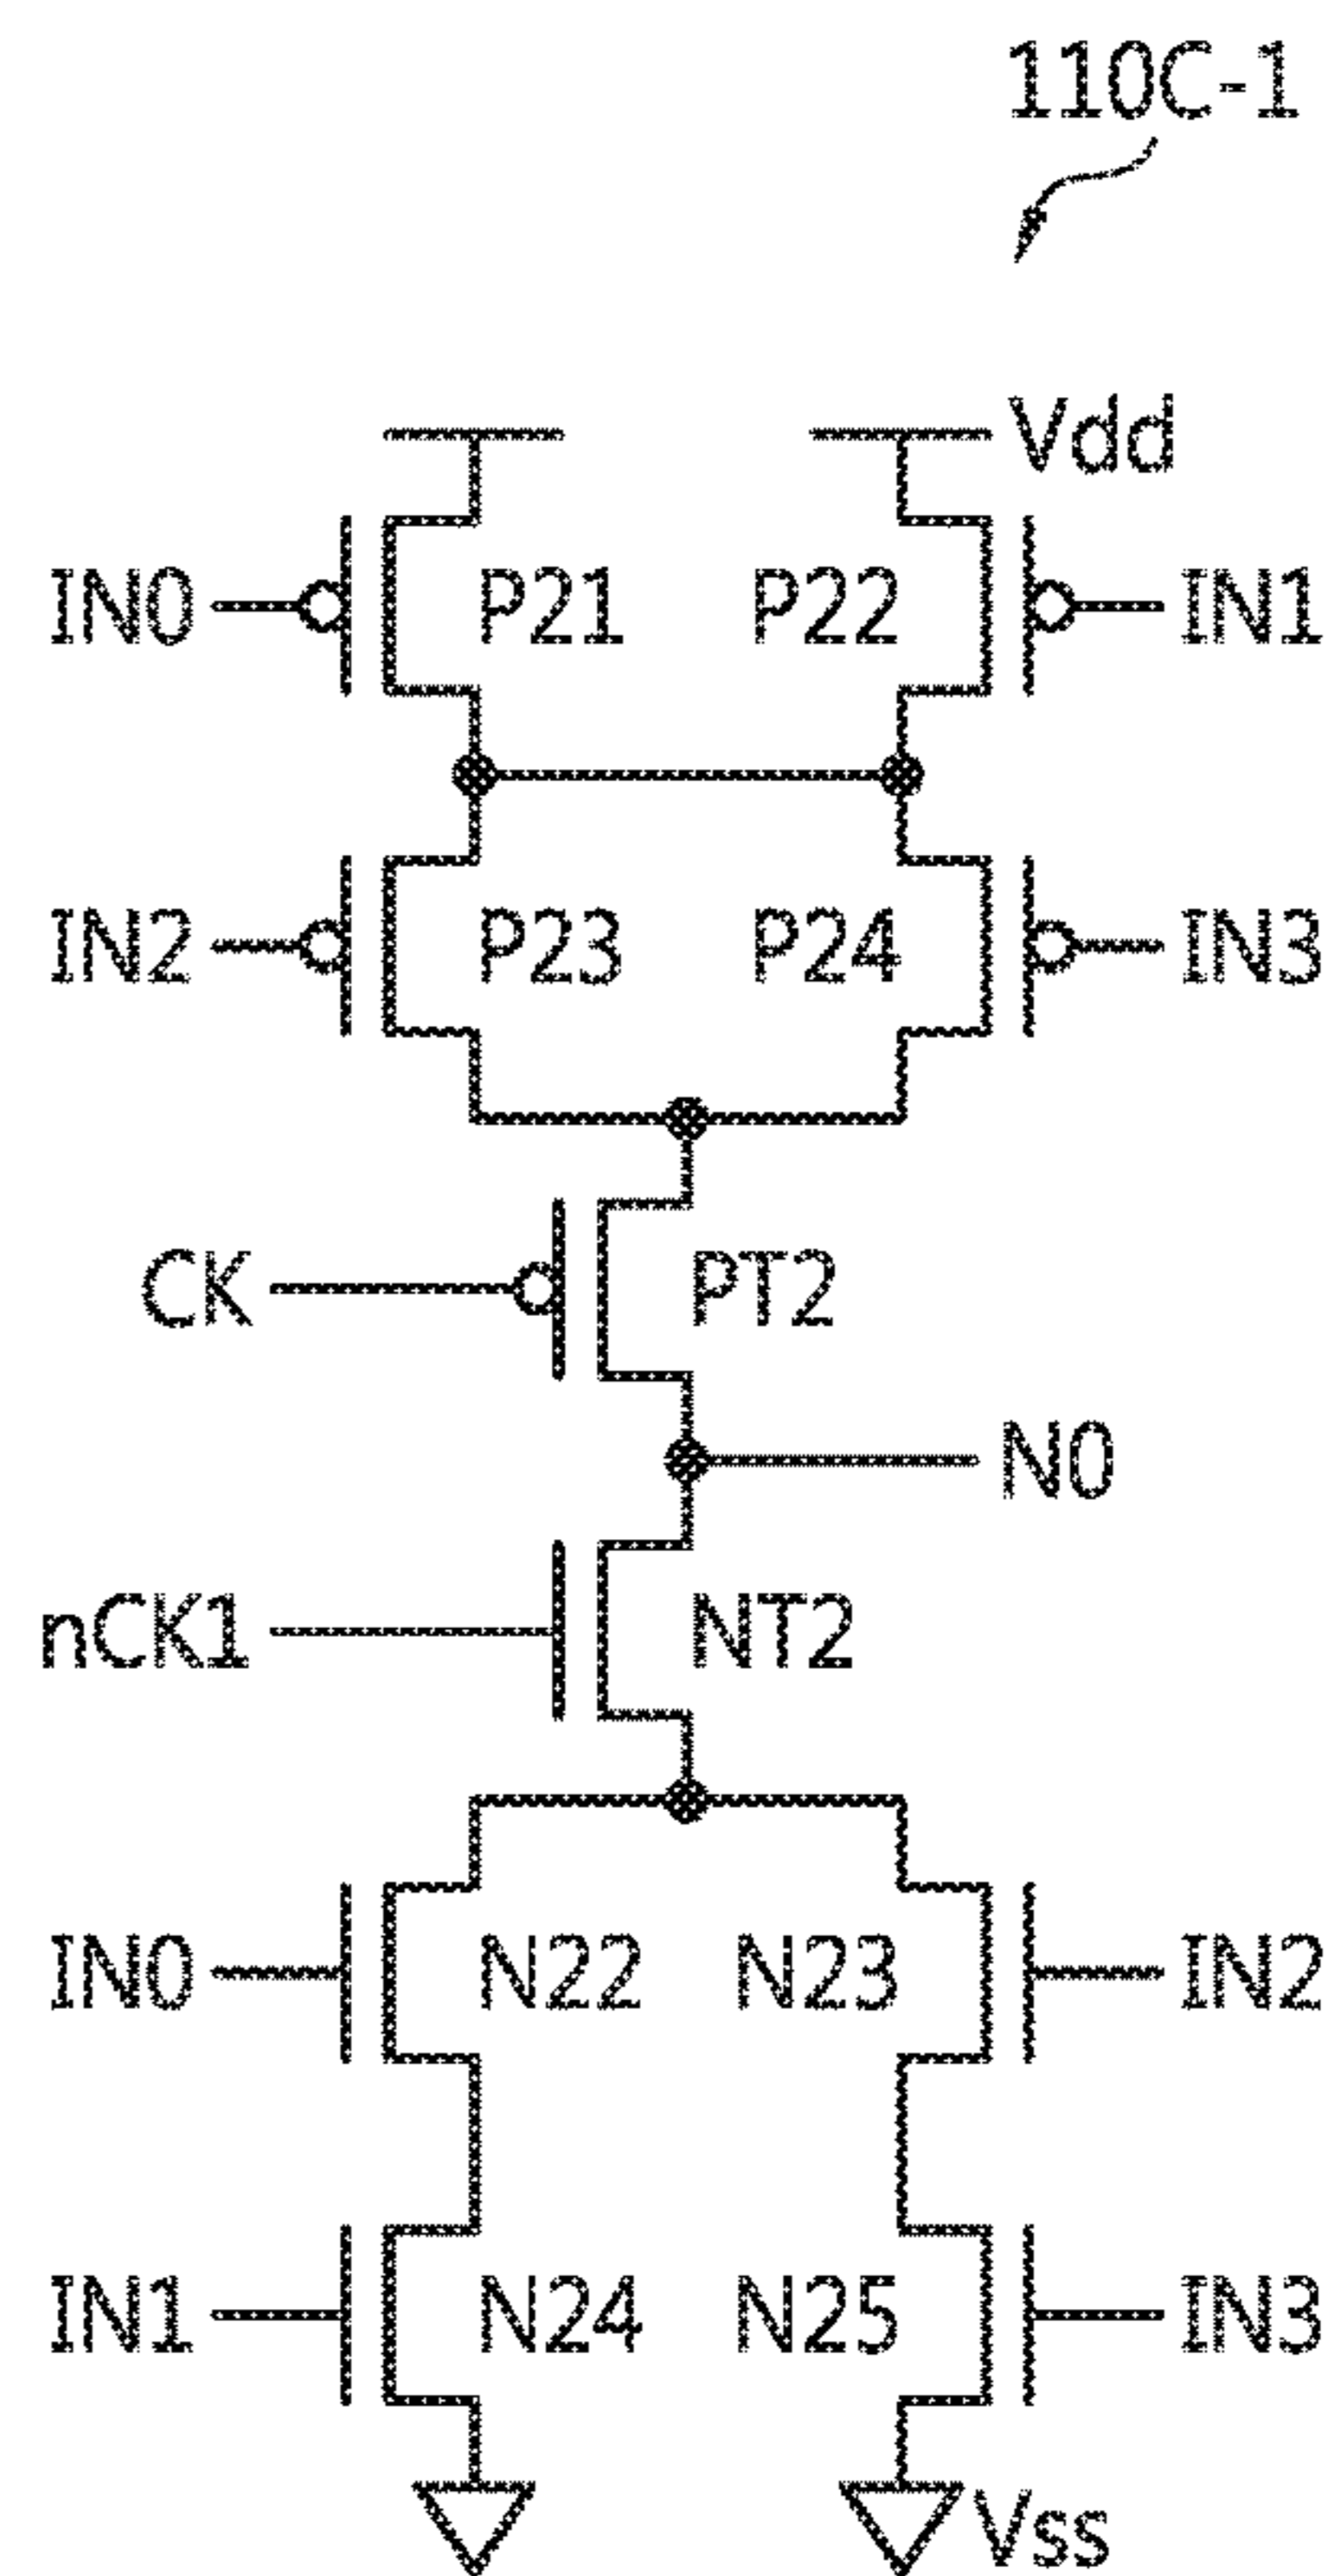 110C-1
Vdd
IN0 P21 P22 IN1
IN2 P23 P24 IN3
CK PT2
N0
nCK1 NT2
IN0 N22 N23 IN2
IN1 N24 N25 IN3
Vss